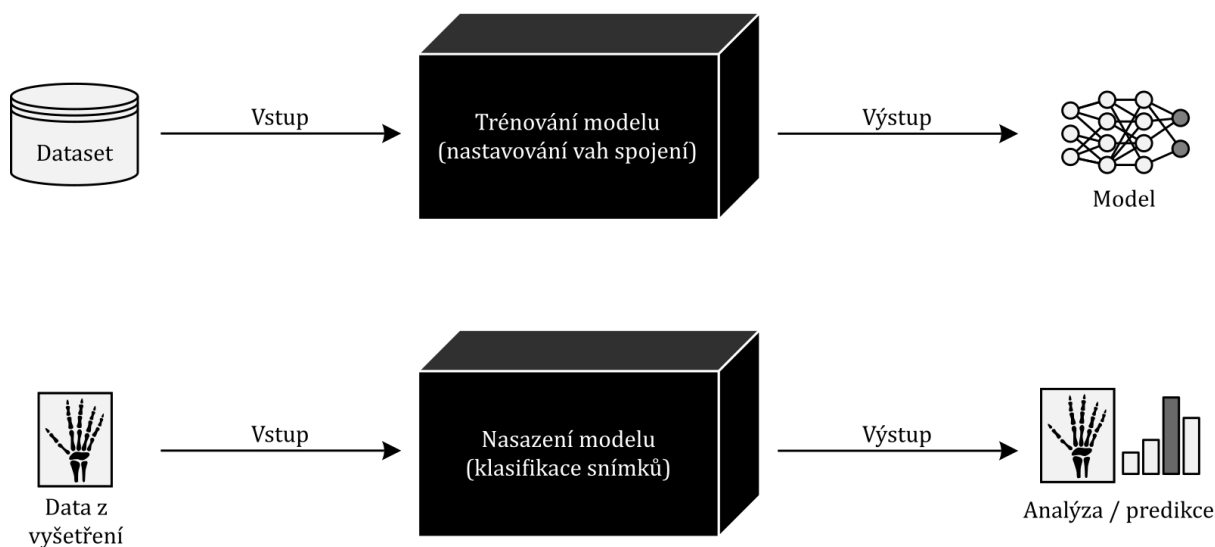 Vstup
Výstup
Dataset
Trénování modelu
(nastavování vah spojení)
Model
Vstup
Výstup
Nasazení modelu
(klasifikace snímků)
Data z
vyšetření
Analýza / predikce